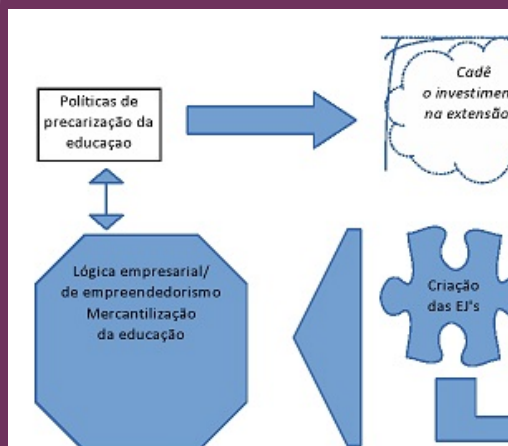 Políticas de
precarização da
educaçao
Cadê
o investimen
na extensão
Lógica empresarial/
de empreendedorismo
Mercantilização
da educação
Criação
das EJ's